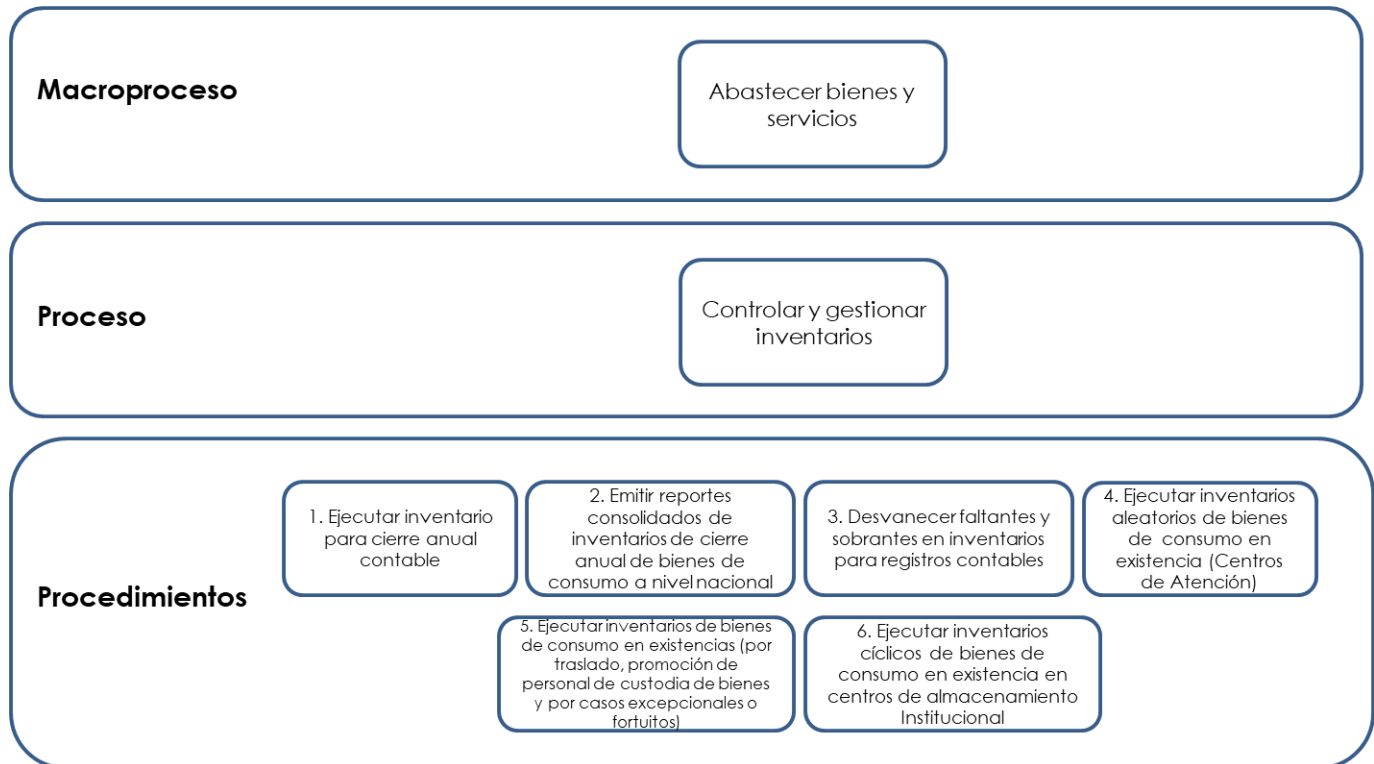 Macroproceso
Abastecer bienes y
servicios
Proceso
Controlar y gestionar
inventarios
Procedimientos
1. Ejecutar inventario
para cierre anual
contable
2. Emitir reportes
consolidados de
inventarios de cierre
anual de bienes de
consumo a nivel nacional
3. Desvanecer faltantes y
sobrantes en inventarios
para registros contables
4. Ejecutar inventarios
aleatorios de bienes
de consumo en
existencia (Centros
de Atención)
5. Ejecutar inventarios de bienes
de consumo en existencias (por
traslado, promoción de
personal de custodia de bienes
y por casos excepcionales o
fortuitos)
6. Ejecutar inventarios
cíclicos de bienes de
consumo en existencia en
centros de almacenamiento
Institucional